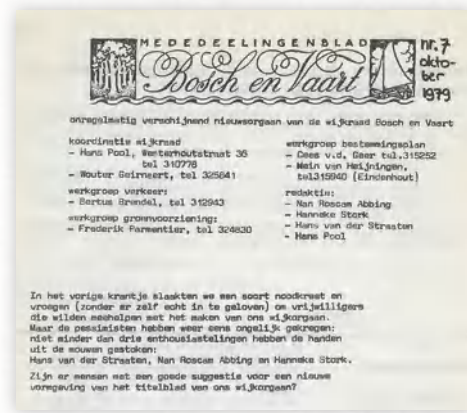 MEDEDEELINGENBLAD
Bosch en Vaart
nr. 7
okto-
ber
1979
onregelmatig verschijnend nieuwsorgaan van de wijkraad Bosch en Vaart
koordinatie wijkraad
- Hans Pool, Westerhoutstraat 36
tel 310778
- Wouter Geirneert, tel 325641
werkgroep verkeer:
- Bertus Brendel, tel 312943
werkgroep groenvoorziening:
- Frederik Parmentier, tel 324830
werkgroep bestemmingsplan
- Cees v.d. Geer tel.315252
- Mein van Heijningen,
tel315940 (Eindenhout)
redaktie:
- Nan Roscam Abbing
- Hanneke Stork
- Hans van der Straaten
- Hans Pool
In het vorige krantje slaakten we een soort noodkreet en
vroegen (zonder er zelf echt in te geloven) om vrijwilligers
die wilden meehelpen met het maken van ons wijkorgaan.
Maar de pessimisten hebben weer eens ongelijk gekregen:
niet minder dan drie enthousiastelingen hebben de handen
uit de mouwen gestoken:
Hans van der Straaten, Nan Roscam Abbing en Hanneke Stork.
Zijn er mensen met een goede suggestie voor een nieuwe
vormgeving van het titelblad van ons wijkorgaan?